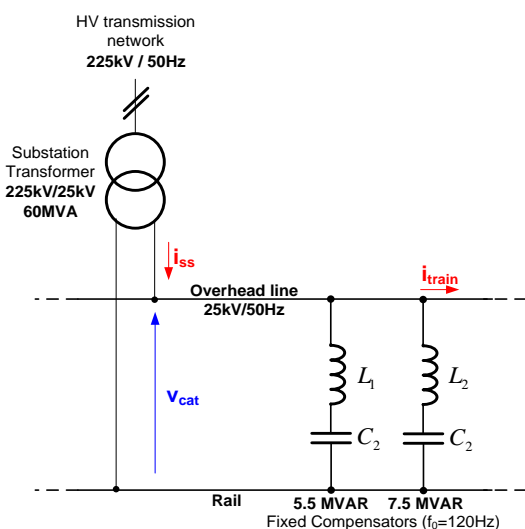 HV transmission
network
225kV / 50Hz
Substation
Transformer
225kV/25kV
60MVA
iss
itrain
Overhead line
25kV/50Hz
L1
L2
vcat
C2
C2
Rail
5.5 MVAR
7.5 MVAR
Fixed Compensators (f0=120Hz)